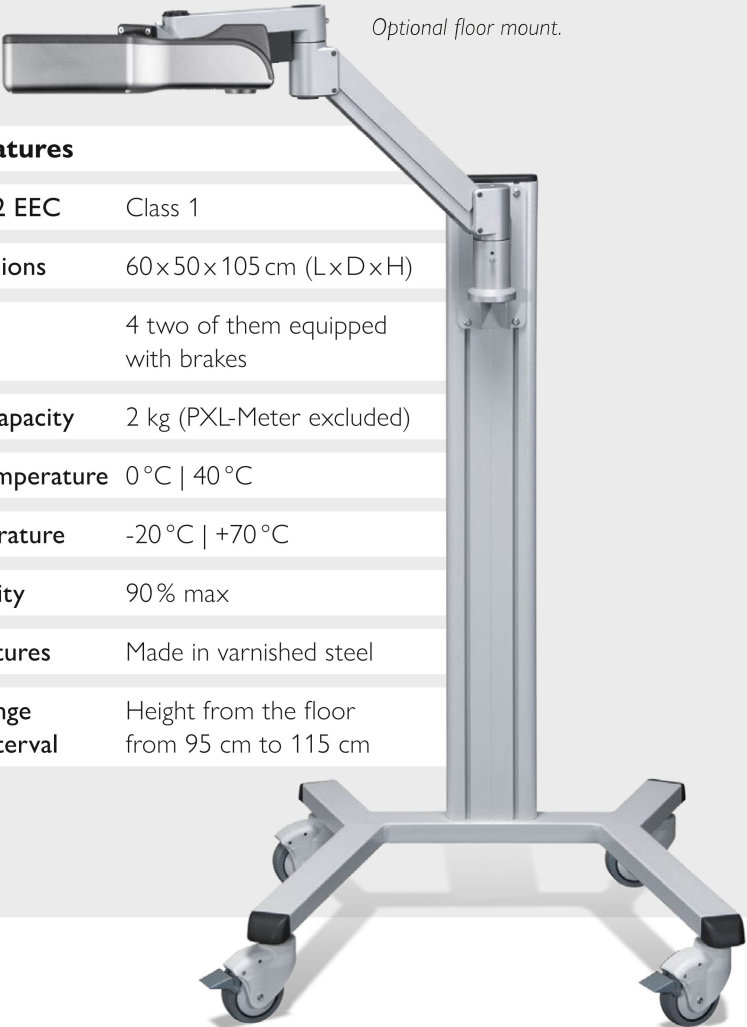 Optional floor mount.
atures
2 EEC Class 1
ions 60 x 50 x 105 cm (L x D x H)
4 two of them equipped
with brakes
apacity 2 kg (PXL-Meter excluded)
mperature 0 °C | 40 °C
rature -20 °C | +70 °C
ity 90 % max
tures Made in varnished steel
nge Height from the floor
terval from 95 cm to 115 cm